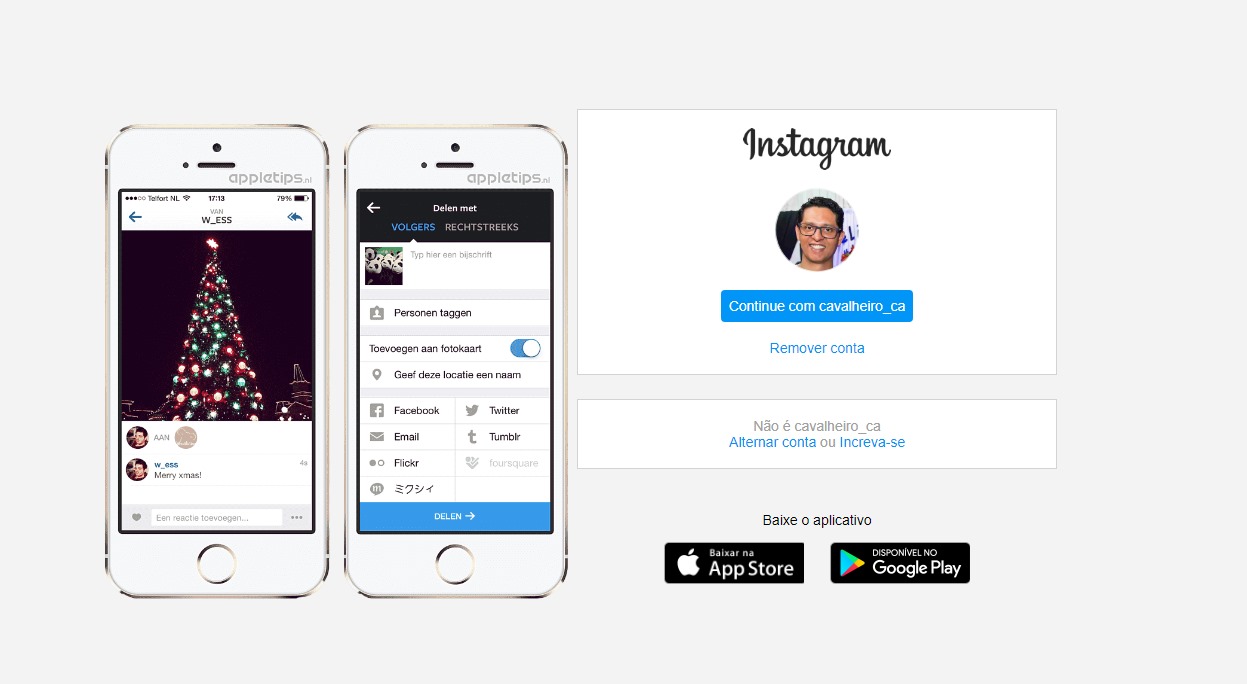 appletips.nl
Telfort NL 17:13 79%
VAN
W_ESS
AAN
w_ess 4a
Merry xmas!
Een reactie toevoegen...
appletips.nl
Delen met
VOLGERS RECHTSTREEKS
Typ hier een bijschrift
Personen taggen
Toevoegen aan fotokaart
Geef deze locatie een naam
Facebook Twitter
Email Tumblr
Flickr foursquare
ミクシィ
DELEN →
Instagram
Continue com cavalheiro_ca
Remover conta
Não é cavalheiro_ca
Alternar conta ou Increva-se
Baixe o aplicativo
Baixar na
App Store
DISPONÍVEL NO
Google Play